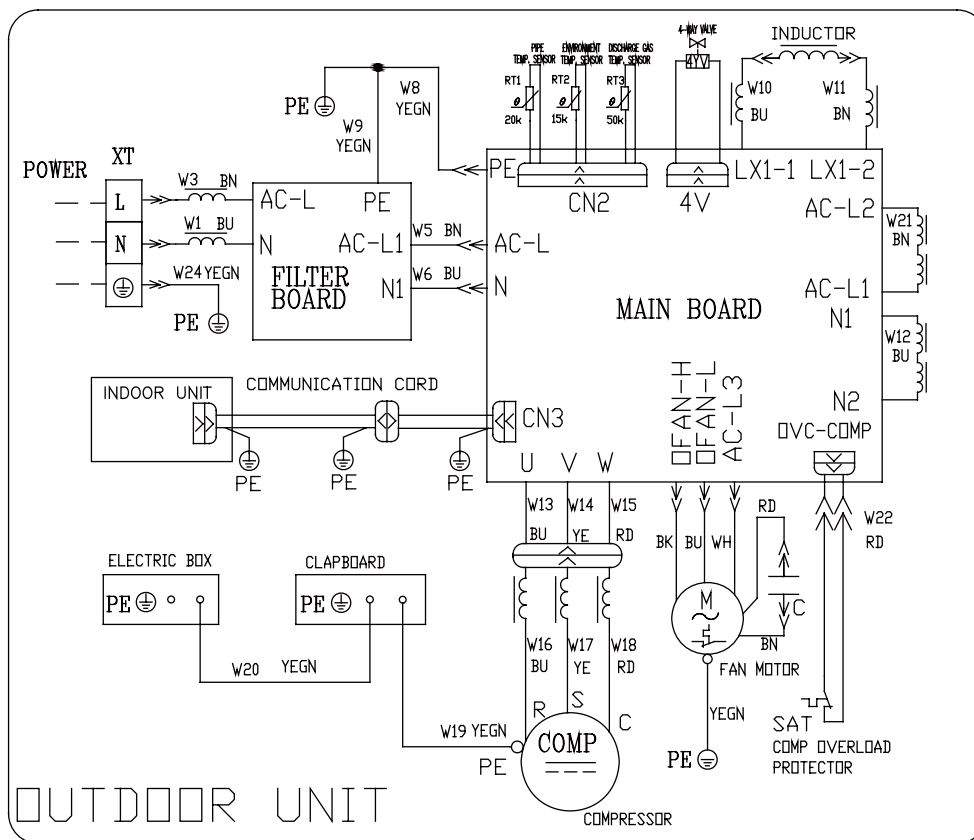 PIPE
TEMP. SENSOR
ENVIRONMENT
TEMP. SENSOR
DISCHARGE GAS
TEMP. SENSOR
4-WAY VALVE
4YV
INDUCTOR
RT1
RT2
RT3
θ
θ
θ
20k
15k
50k
W10
BU
W11
BN
PE
W8
YEGN
W9
YEGN
POWER
XT
L
N
W3 BN
W1 BU
W24 YEGN
PE
AC-L
PE
N
AC-L1
FILTER
BOARD
N1
W5 BN
W6 BU
PE
CN2
4V
LX1-1
LX1-2
AC-L
N
MAIN BOARD
AC-L2
AC-L1
N1
N2
W21
BN
W12
BU
OFAN-H
OFAN-L
AC-L3
OVC-COMP
CN3
U V W
INDOOR UNIT
COMMUNICATION CORD
PE
PE
PE
W13
BU
W14
YE
W15
RD
W16
BU
W17
YE
W18
RD
BK
BU
WH
RD
M
C
BN
FAN MOTOR
YEGN
PE
W22
RD
SAT
COMP OVERLOAD
PROTECTOR
ELECTRIC BOX
PE
CLAPBOARD
PE
W20 YEGN
W19 YEGN
PE
R
S
C
COMP
COMPRESSOR
OUTDOOR UNIT